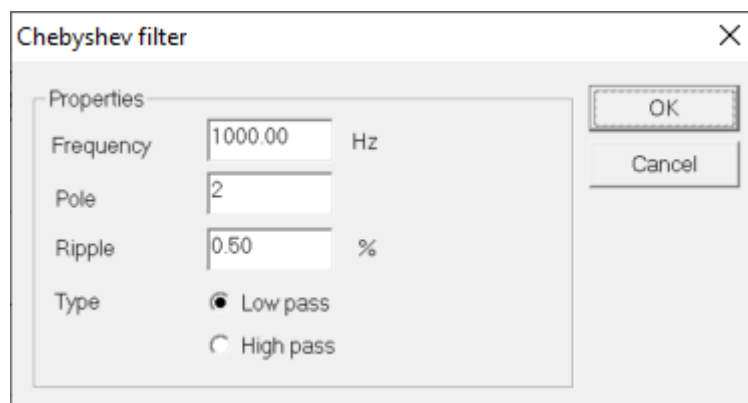 Chebyshev filter
Properties
Frequency 1000.00 Hz
Pole 2
Ripple 0.50 %
Type Low pass
High pass
OK
Cancel